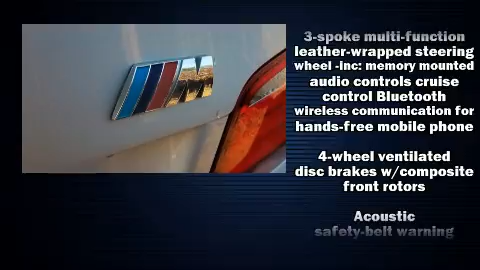 3-spoke multi-function
leather-wrapped steering
wheel -Inc: memory mounted
audio controls cruise
control Bluetooth
wireless communication for
hands-free mobile phone
4-wheel ventilated
disc brakes w/composite
front rotors
Acoustic
safety-belt warning
M